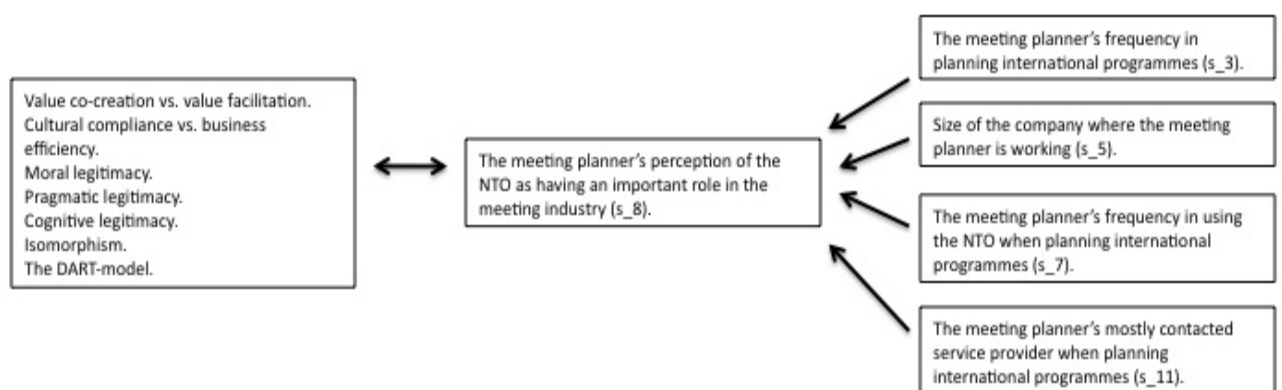 Value co-creation vs. value facilitation.
Cultural compliance vs. business
efficiency.
Moral legitimacy.
Pragmatic legitimacy.
Cognitive legitimacy.
Isomorphism.
The DART-model.
The meeting planner's perception of the
NTO as having an important role in the
meeting industry (s_8).
The meeting planner's frequency in
planning international programmes (s_3).
Size of the company where the meeting
planner is working (s_5).
The meeting planner's frequency in using
the NTO when planning international
programmes (s_7).
The meeting planner's mostly contacted
service provider when planning
international programmes (s_11).